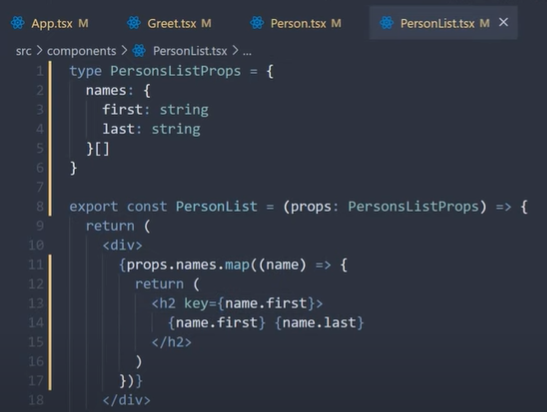 App.tsx M Greet.tsx M Person.tsx M PersonList.tsx M ×
src > components > PersonList.tsx > ...
1 type PersonsListProps = {
2   names: {
3     first: string
4     last: string
5   }[]
6 }
7
8 export const PersonList = (props: PersonsListProps) => {
9   return (
10     <div>
11       {props.names.map((name) => {
12         return (
13           <h2 key={name.first}>
14             {name.first} {name.last}
15           </h2>
16         )
17       })}
18     </div>